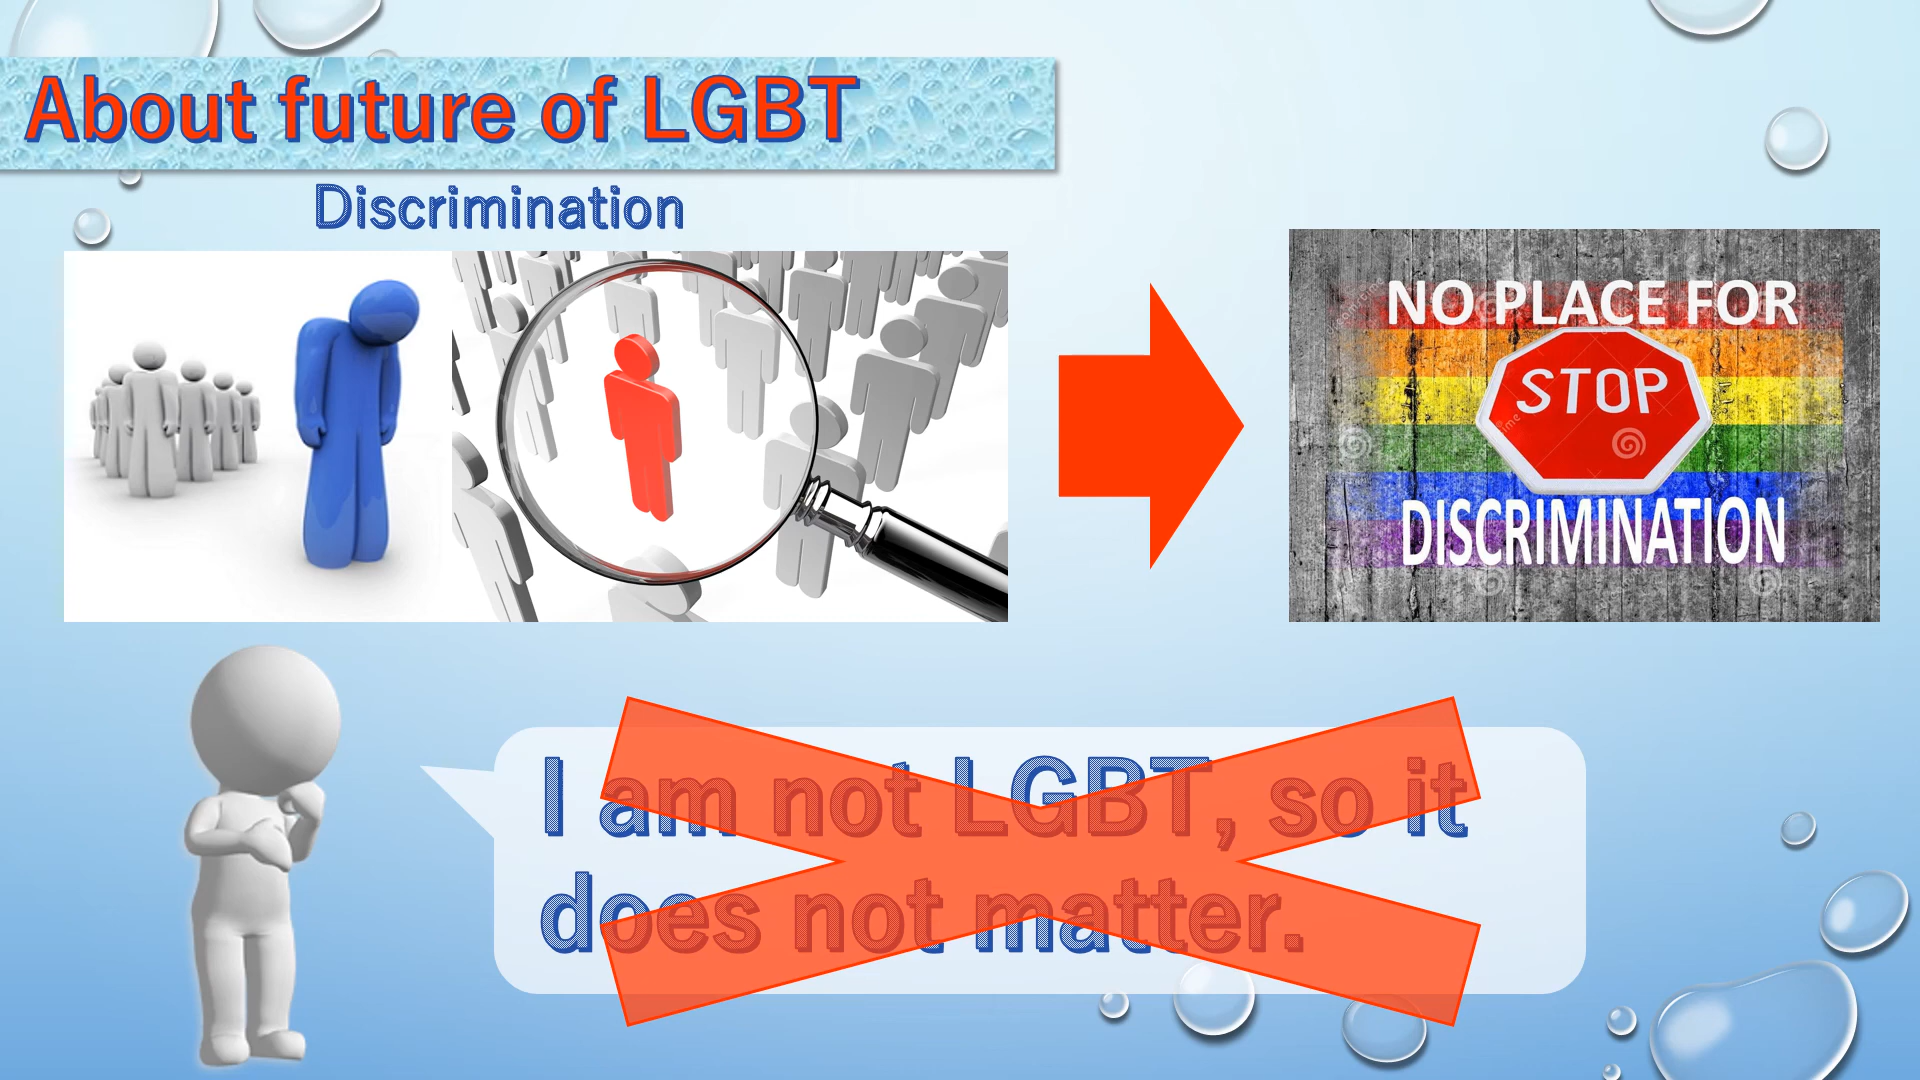 About future of LGBT
Discrimination
NO PLACE FOR
STOP
DISCRIMINATION
I am not LGBT, so it
does not matter.